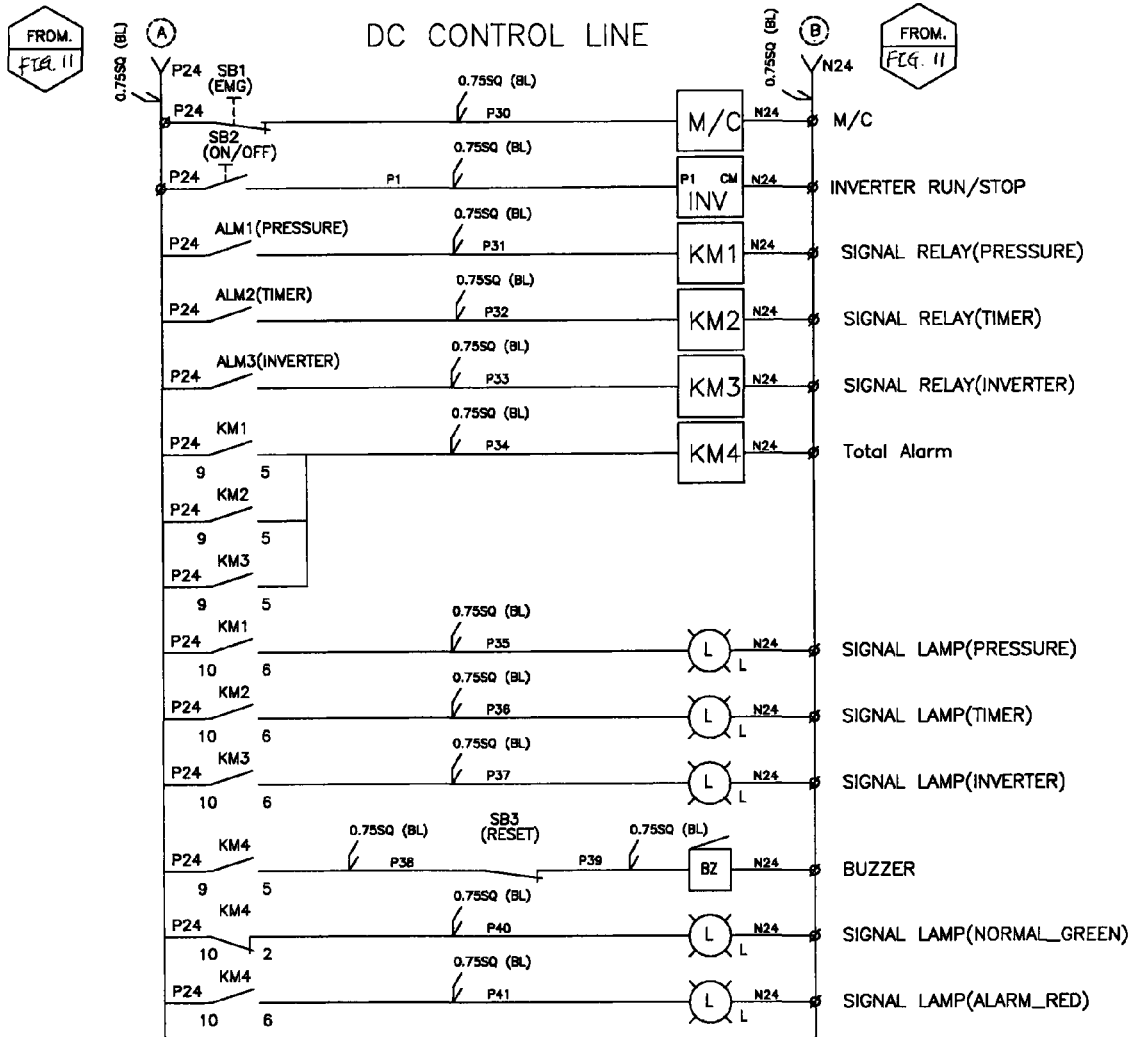 FROM.
FIG. 11
0.75SQ (BL)
A
DC CONTROL LINE
0.75SQ (BL)
B
FROM.
FIG. 11
P24
N24
SB1
(EMG)
P24
0.75SQ (BL)
P30
M/C
N24
M/C
SB2
(ON/OFF)
P24
P1
0.75SQ (BL)
P1 CM
INV
N24
INVERTER RUN/STOP
ALM1(PRESSURE)
P24
0.75SQ (BL)
P31
KM1
N24
SIGNAL RELAY(PRESSURE)
ALM2(TIMER)
P24
0.75SQ (BL)
P32
KM2
N24
SIGNAL RELAY(TIMER)
ALM3(INVERTER)
P24
0.75SQ (BL)
P33
KM3
N24
SIGNAL RELAY(INVERTER)
KM1
P24
9 5
0.75SQ (BL)
P34
KM4
N24
Total Alarm
KM2
P24
9 5
KM3
P24
9 5
KM1
P24
10 6
0.75SQ (BL)
P35
L
L
N24
SIGNAL LAMP(PRESSURE)
KM2
P24
10 6
0.75SQ (BL)
P36
L
L
N24
SIGNAL LAMP(TIMER)
KM3
P24
10 6
0.75SQ (BL)
P37
L
L
N24
SIGNAL LAMP(INVERTER)
KM4
P24
9 5
0.75SQ (BL)
P38
SB3
(RESET)
P39
0.75SQ (BL)
BZ
N24
BUZZER
KM4
P24
10 2
0.75SQ (BL)
P40
L
L
N24
SIGNAL LAMP(NORMAL_GREEN)
KM4
P24
10 6
0.75SQ (BL)
P41
L
L
N24
SIGNAL LAMP(ALARM_RED)